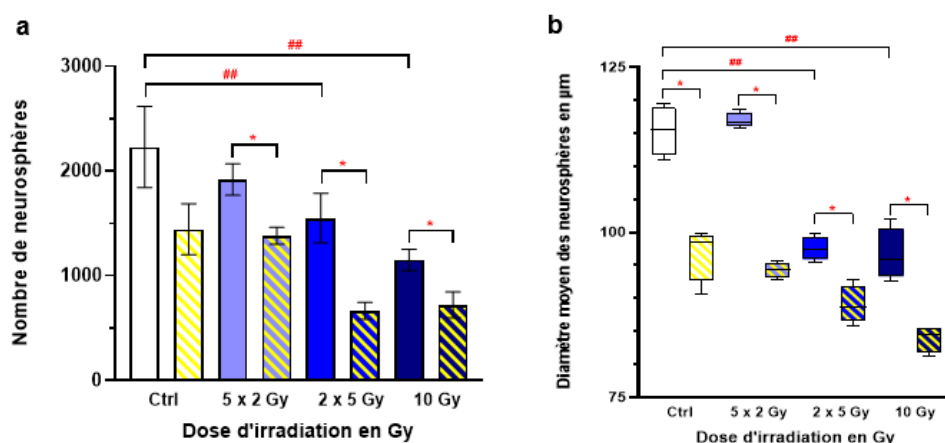 a
##
##
*
*
*
3000
2000
1000
0
Nombre de neurosphères
Ctrl
5 x 2 Gy
2 x 5 Gy
10 Gy
Dose d'irradiation en Gy
b
##
##
*
*
*
*
125
100
75
Diamètre moyen des neurosphères en µm
Ctrl
5 x 2 Gy
2 x 5 Gy
10 Gy
Dose d'irradiation en Gy